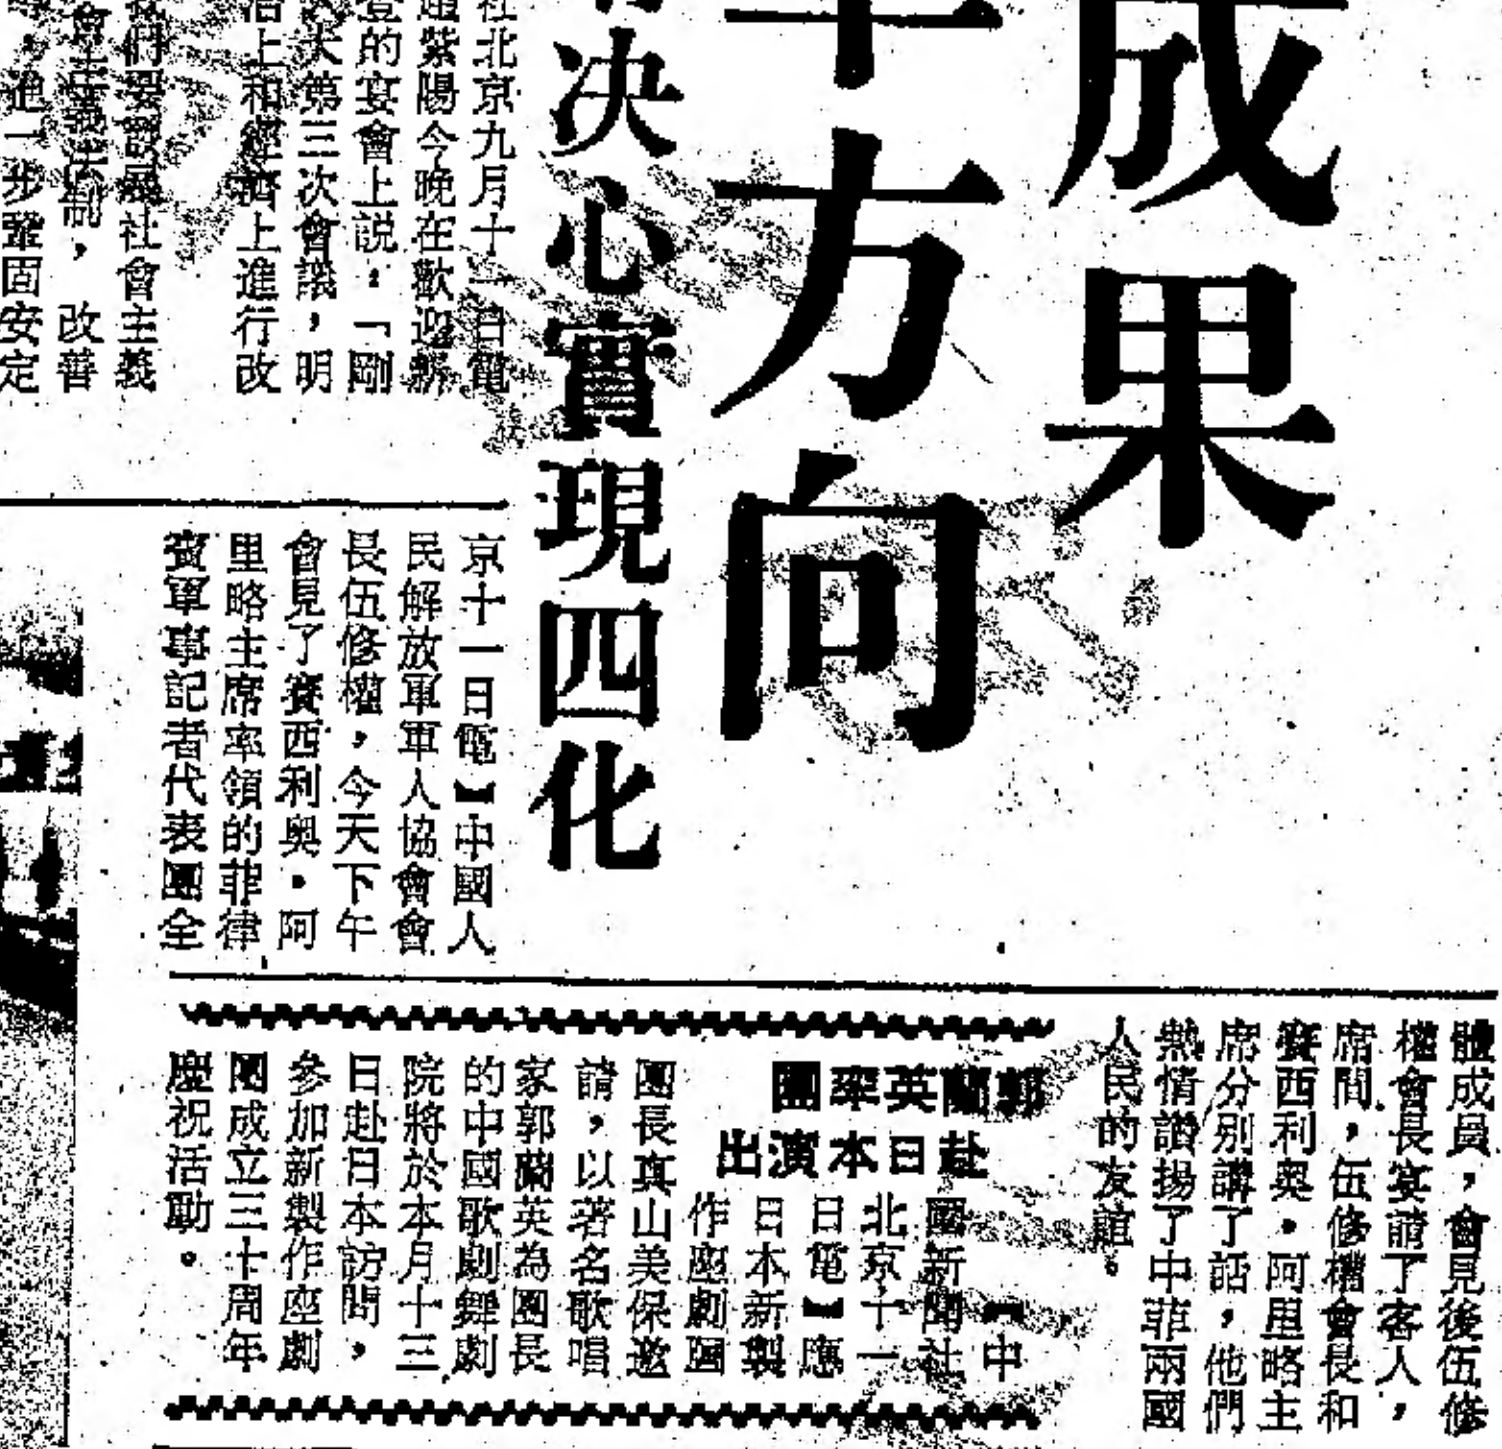 成果
方向
決心實現四化
社北京九月十一日電
紫陽今晚在歡迎新
登的宴會上説：「剛
大第三次會議，明
治上和經濟上進行改
我們要發展社會主義
會主義法制，改善
進一步鞏固安定
京十一日電】中國人
民解放軍軍人協會會
長伍修權，今天下午
會見了賽西利奧·阿
里略主席率領的菲律
賓軍事記者代表團全
體成員，會見後伍修
權會長宴請了客人，
席間，伍修權會長和
賽西利奧·阿里略主
席分別講了話，他們
熱情讚揚了中菲兩國
人民的友誼。
郭蘭英率團
赴日本演出
【中
國新聞社
北京十一
日電】應
日本新製
作座劇團
團長真山美保邀
請，以著名歌唱
家郭蘭英為團長
的中國歌劇舞劇
院將於本月十三
日赴日本訪問，
參加新製作座劇
團成立三十周年
慶祝活動。